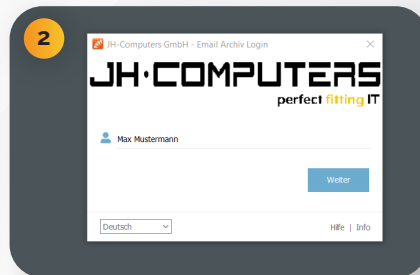 2
JH-Computers GmbH - Email Archiv Login
JH·COMPUTERS
perfect fitting IT
Max Mustermann
Weiter
Deutsch
Hilfe | Info